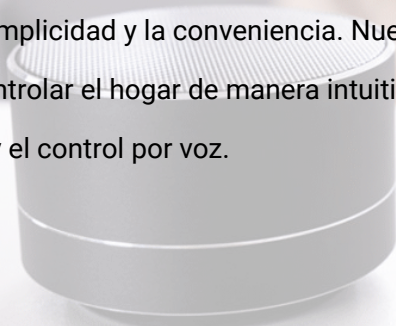 mplicidad y la conveniencia. Nue
ntrolar el hogar de manera intuiti
y el control por voz.